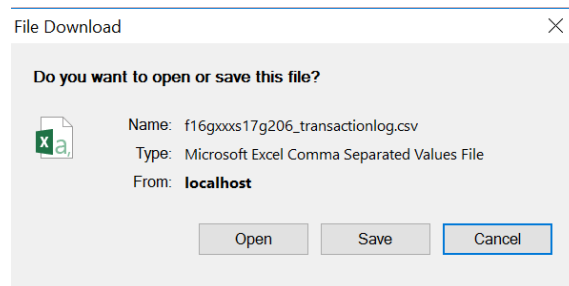 File Download
Do you want to open or save this file?
Name: f16gxxxs17g206_transactionlog.csv
Type: Microsoft Excel Comma Separated Values File
From: localhost
Open Save Cancel